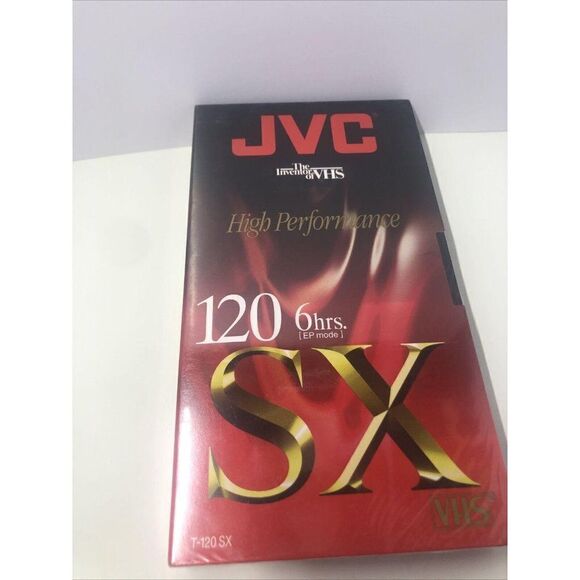 JVC
The
Inventor
of VHS
High Performance
120 6hrs.
[EP mode]
SX
VHS
T-120 SX